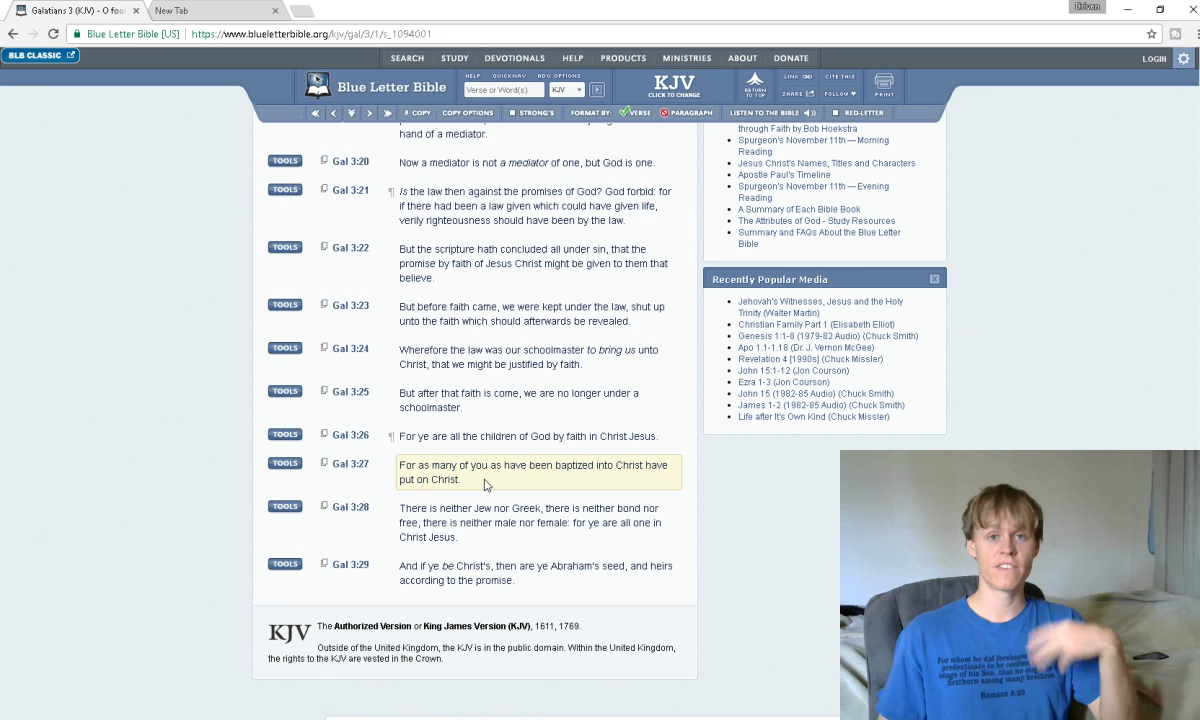 Galatians 3 (KJV) - O fool
New Tab
Driven
Blue Letter Bible [US]
https://www.blueletterbible.org/kjv/gal/3/1/s_1094001
BLB CLASSIC
SEARCH STUDY DEVOTIONALS HELP PRODUCTS MINISTRIES ABOUT DONATE
LOGIN
Blue Letter Bible
HELP QUICKNAV ADV. OPTIONS
Verse or Word(s)
KJV
KJV
CLICK TO CHANGE
RETURN
TO TOP
LINK
SHARE
CITE THIS
FOLLOW
PRINT
COPY COPY OPTIONS STRONG'S FORMAT BY: VERSE PARAGRAPH LISTEN TO THE BIBLE RED-LETTER
hand of a mediator.
TOOLS Gal 3:20 Now a mediator is not a mediator of one, but God is one.
TOOLS Gal 3:21 ¶ Is the law then against the promises of God? God forbid: for
if there had been a law given which could have given life,
verily righteousness should have been by the law.
TOOLS Gal 3:22 But the scripture hath concluded all under sin, that the
promise by faith of Jesus Christ might be given to them that
believe.
TOOLS Gal 3:23 But before faith came, we were kept under the law, shut up
unto the faith which should afterwards be revealed.
TOOLS Gal 3:24 Wherefore the law was our schoolmaster to bring us unto
Christ, that we might be justified by faith.
TOOLS Gal 3:25 But after that faith is come, we are no longer under a
schoolmaster.
TOOLS Gal 3:26 ¶ For ye are all the children of God by faith in Christ Jesus.
TOOLS Gal 3:27 For as many of you as have been baptized into Christ have
put on Christ.
TOOLS Gal 3:28 There is neither Jew nor Greek, there is neither bond nor
free, there is neither male nor female: for ye are all one in
Christ Jesus.
TOOLS Gal 3:29 And if ye be Christ's, then are ye Abraham's seed, and heirs
according to the promise.
KJV
The Authorized Version or King James Version (KJV), 1611, 1769.
Outside of the United Kingdom, the KJV is in the public domain. Within the United Kingdom,
the rights to the KJV are vested in the Crown.
through Faith by Bob Hoekstra
Spurgeon's November 11th — Morning
Reading
Jesus Christ's Names, Titles and Characters
Apostle Paul's Timeline
Spurgeon's November 11th — Evening
Reading
A Summary of Each Bible Book
The Attributes of God - Study Resources
Summary and FAQs About the Blue Letter
Bible
Recently Popular Media
Jehovah's Witnesses, Jesus and the Holy
Trinity (Walter Martin)
Christian Family Part 1 (Elisabeth Elliot)
Genesis 1:1-8 (1979-82 Audio) (Chuck Smith)
Apo 1.1-1.18 (Dr. J. Vernon McGee)
Revelation 4 [1990s] (Chuck Missler)
John 15:1-12 (Jon Courson)
Ezra 1-3 (Jon Courson)
John 15 (1982-85 Audio) (Chuck Smith)
James 1-2 (1982-85 Audio) (Chuck Smith)
Life after It's Own Kind (Chuck Missler)
For whom he did foreknow
predestinate to be
image of his Son, that he
firstborn among many brethren.
Romans 8:29